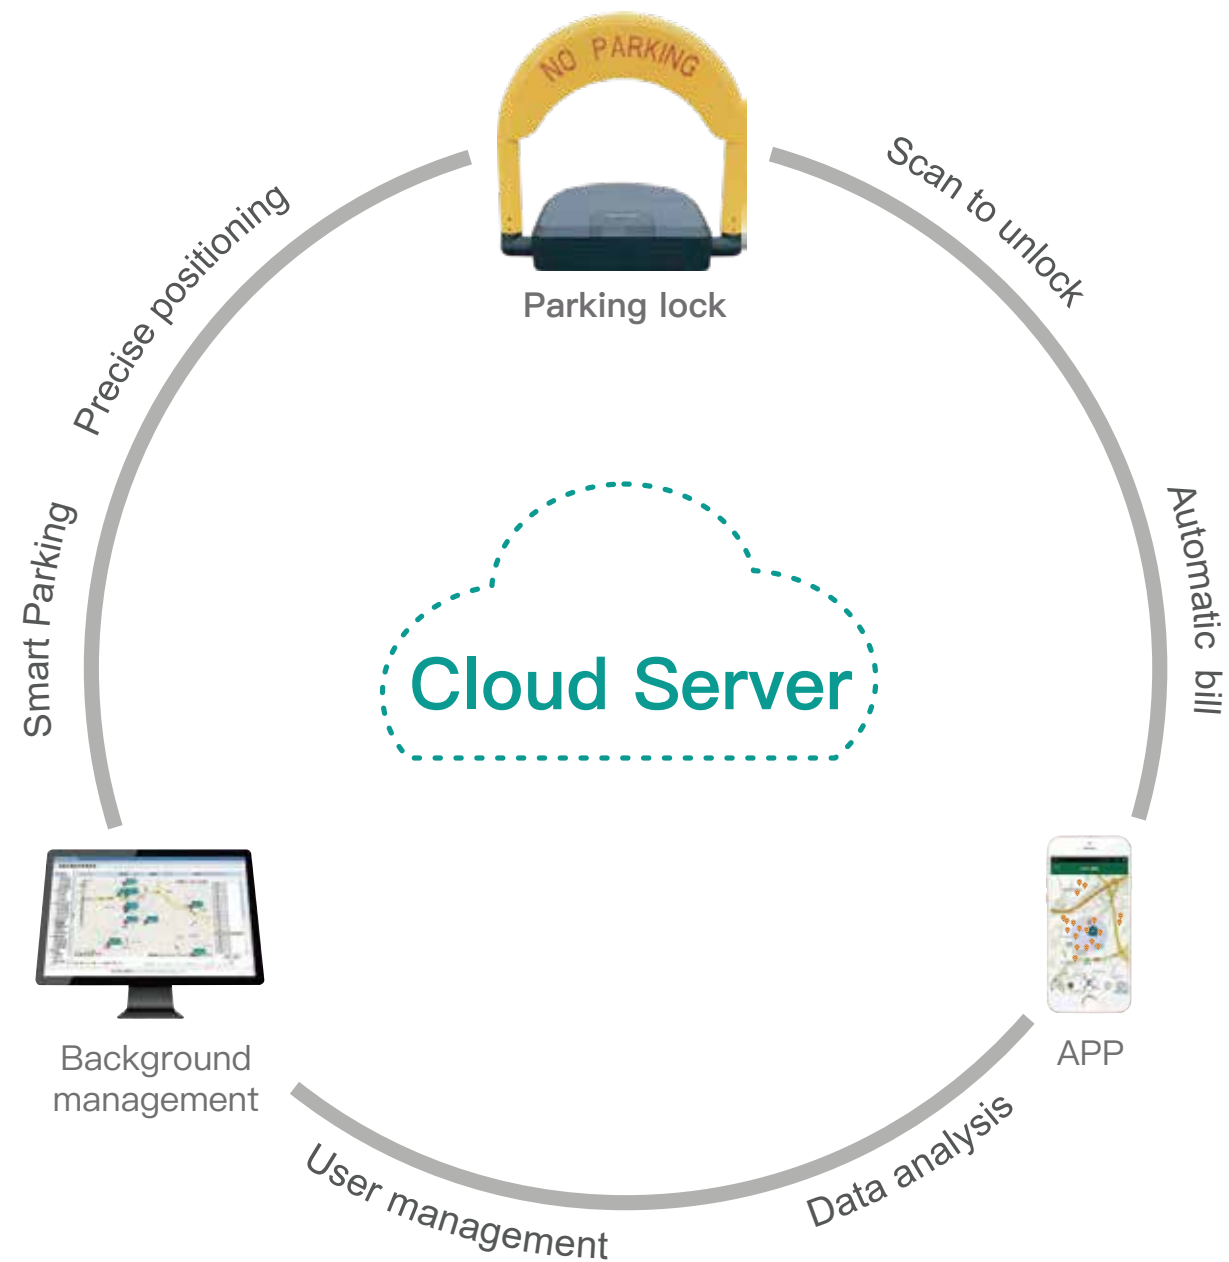 NO PARKING
Parking lock
Scan to unlock
Precise positioning
Automatic bill
Smart Parking
Cloud Server
APP
Background
management
Data analysis
User management